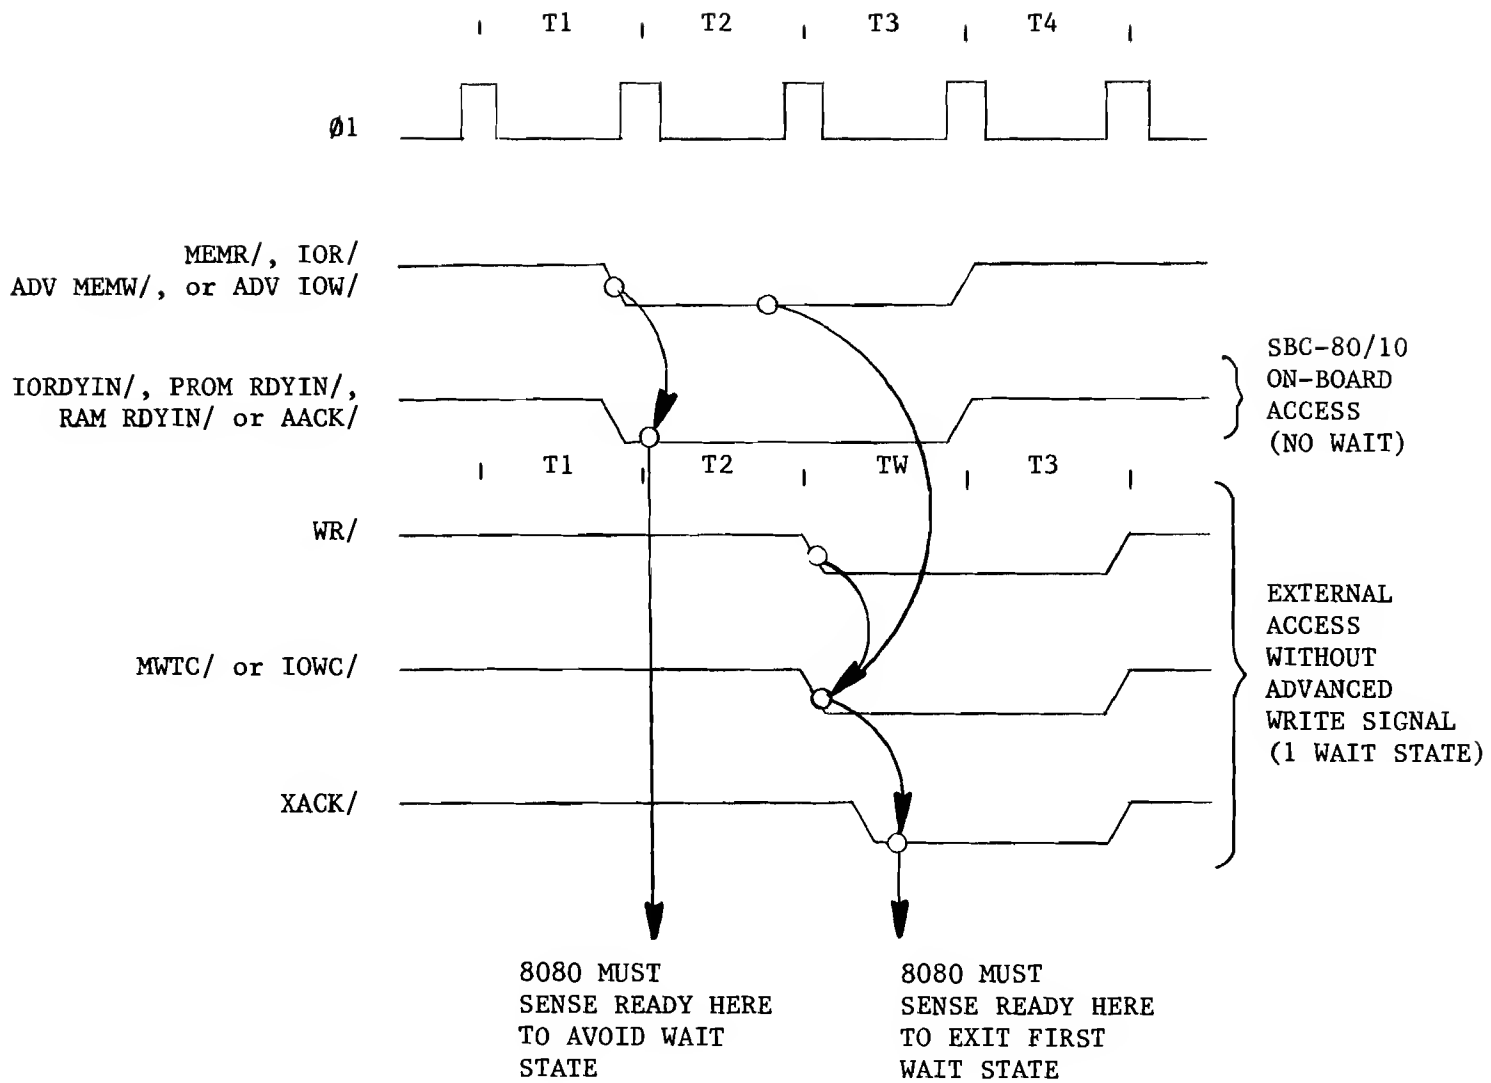 T1 T2 T3 T4
Ø1
MEMR/, IOR/
ADV MEMW/, or ADV IOW/
IORDYIN/, PROM RDYIN/,
RAM RDYIN/ or AACK/
SBC-80/10
ON-BOARD
ACCESS
(NO WAIT)
T1 T2 TW T3
WR/
MWTC/ or IOWC/
XACK/
EXTERNAL
ACCESS
WITHOUT
ADVANCED
WRITE SIGNAL
(1 WAIT STATE)
8080 MUST
SENSE READY HERE
TO AVOID WAIT
STATE
8080 MUST
SENSE READY HERE
TO EXIT FIRST
WAIT STATE